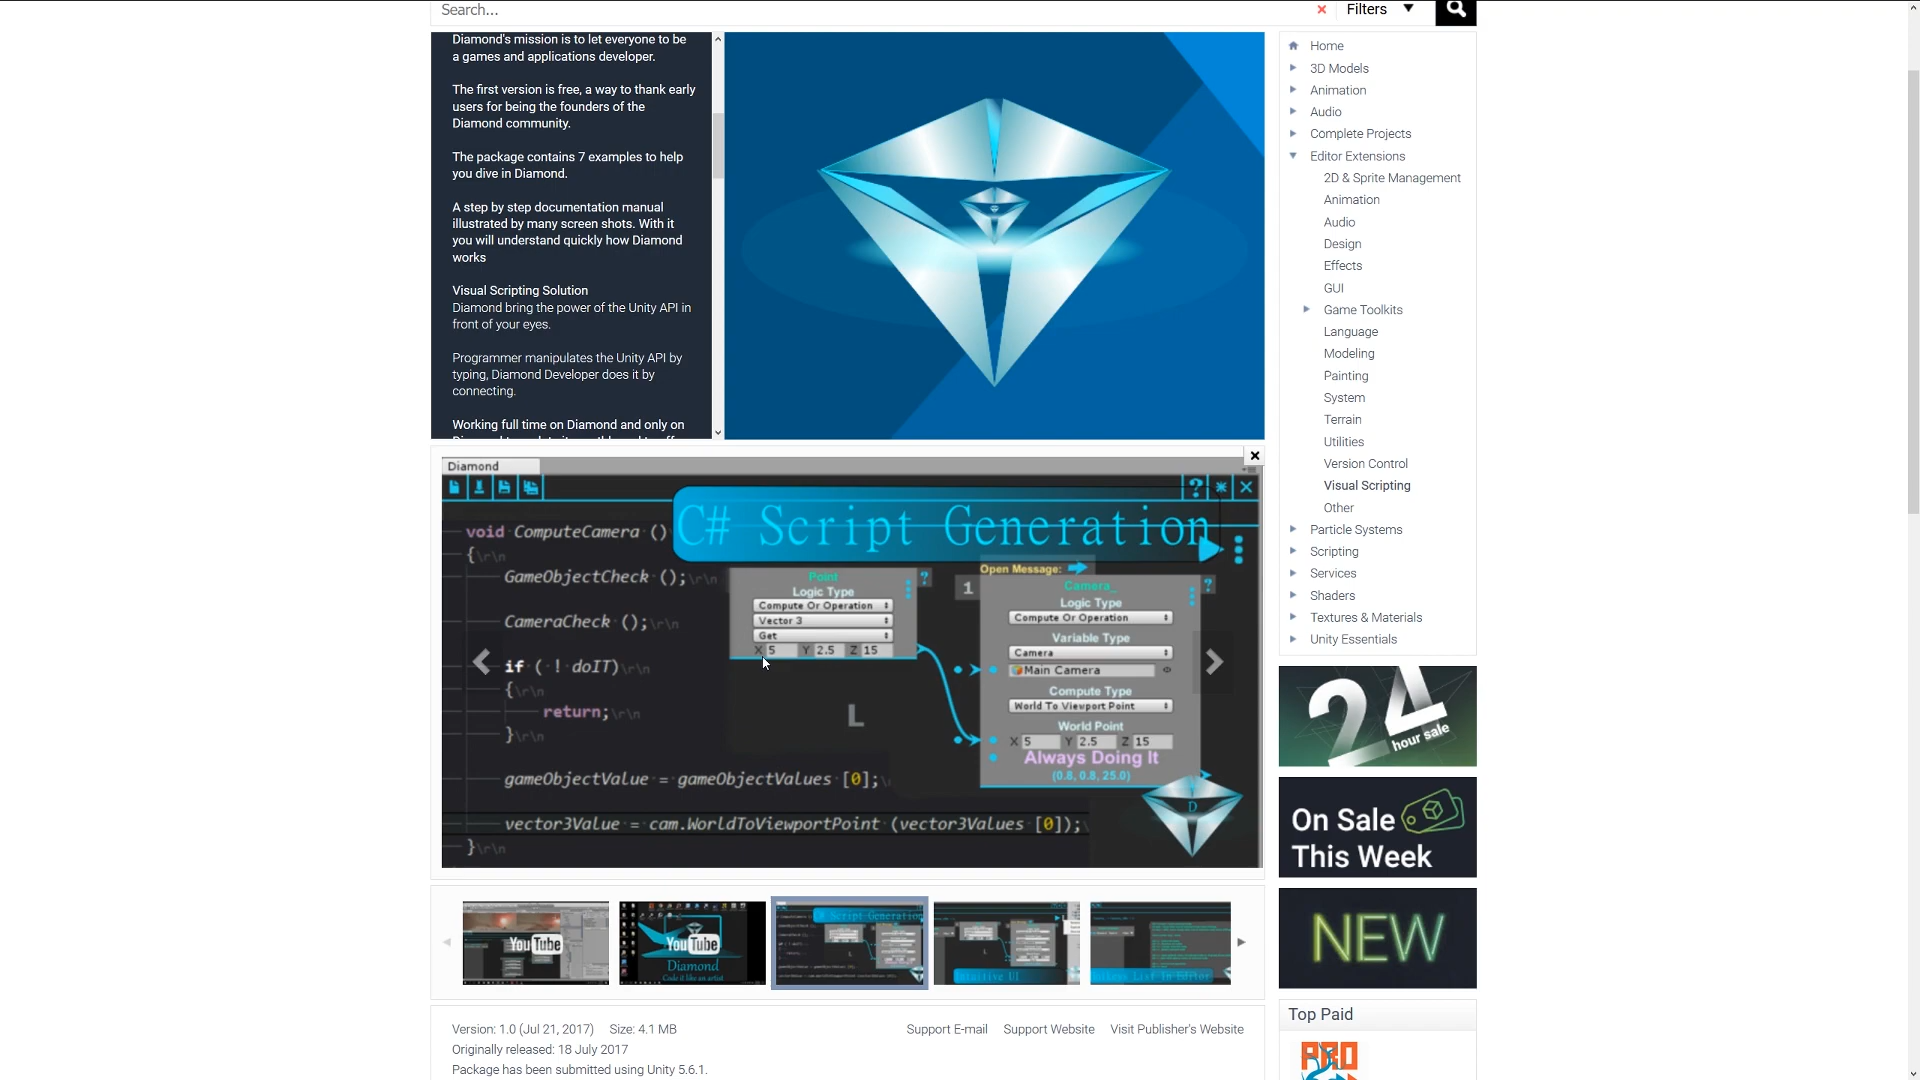 Search...
Filters
Diamond's mission is to let everyone to be
a games and applications developer.
The first version is free, a way to thank early
users for being the founders of the
Diamond community.
The package contains 7 examples to help
you dive in Diamond.
A step by step documentation manual
illustrated by many screen shots. With it
you will understand quickly how Diamond
works
Visual Scripting Solution
Diamond bring the power of the Unity API in
front of your eyes.
Programmer manipulates the Unity API by
typing, Diamond Developer does it by
connecting.
Working full time on Diamond and only on
Home
3D Models
Animation
Audio
Complete Projects
Editor Extensions
2D & Sprite Management
Animation
Audio
Design
Effects
GUI
Game Toolkits
Language
Modeling
Painting
System
Terrain
Utilities
Version Control
Visual Scripting
Other
Particle Systems
Scripting
Services
Shaders
Textures & Materials
Unity Essentials
Diamond
C# Script Generation
void ComputeCamera ()
{\r\n
GameObjectCheck ();\r\n
CameraCheck ();\r\n
if ( ! doIT)\r\n
{\r\n
return;\r\n
}\r\n
gameObjectValue = gameObjectValues [0];\
vector3Value = cam.WorldToViewportPoint (vector3Values [0]);\
}\r\n
Point
Logic Type
Compute Or Operation
Vector 3
Get
X 5 Y 2.5 Z 15
L
1
Open Message:
Camera_
Logic Type
Compute Or Operation
Variable Type
Camera
Main Camera
Compute Type
World To Viewport Point
World Point
X 5 Y 2.5 Z 15
Always Doing It
(0.8, 0.8, 25.0)
D
24
hour sale
On Sale
This Week
NEW
YouTube
YouTube
Diamond
Code it like an artist
Script Generation
Version: 1.0 (Jul 21, 2017) Size: 4.1 MB
Originally released: 18 July 2017
Package has been submitted using Unity 5.6.1.
Support E-mail Support Website Visit Publisher's Website
Top Paid
PRO